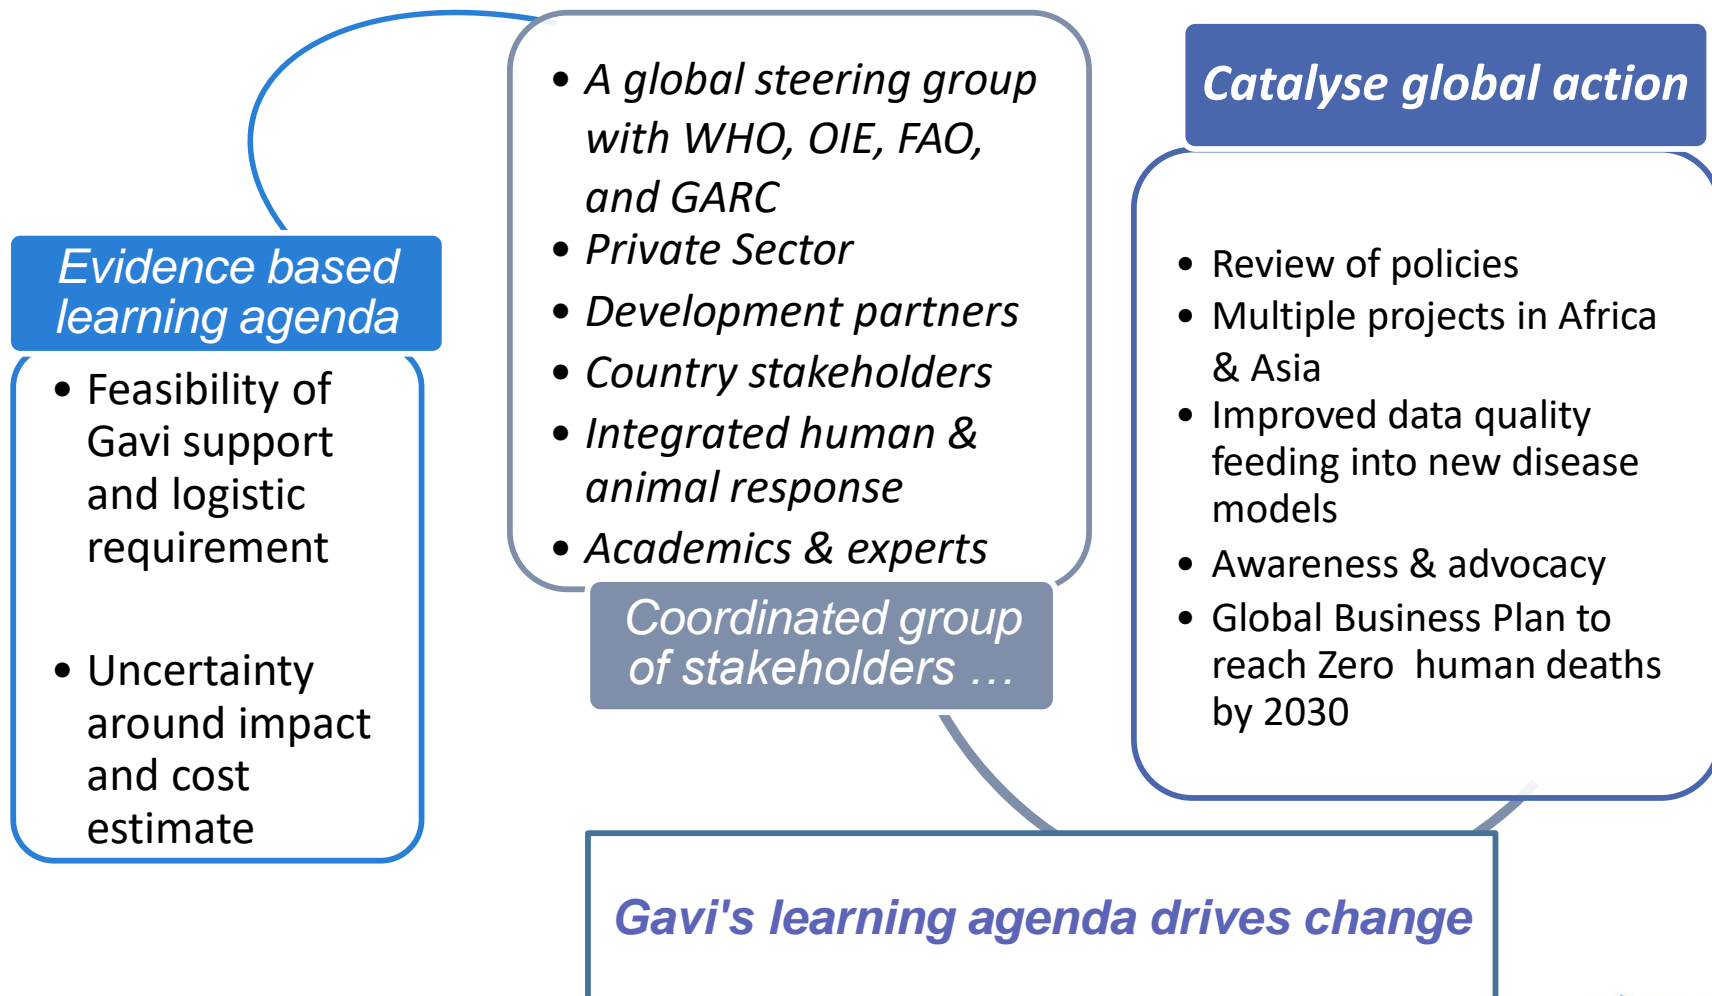 Evidence based
learning agenda
• Feasibility of
Gavi support
and logistic
requirement
• Uncertainty
around impact
and cost
estimate
• A global steering group
with WHO, OIE, FAO,
and GARC
• Private Sector
• Development partners
• Country stakeholders
• Integrated human &
animal response
• Academics & experts
Coordinated group
of stakeholders …
Catalyse global action
• Review of policies
• Multiple projects in Africa
& Asia
• Improved data quality
feeding into new disease
models
• Awareness & advocacy
• Global Business Plan to
reach Zero  human deaths
by 2030
Gavi's learning agenda drives change